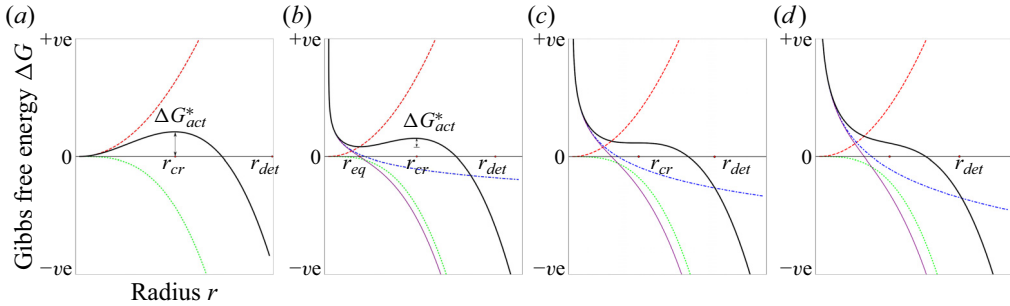 (a)
(b)
(c)
(d)
Gibbs free energy ΔG
+ve
0
−ve
ΔG*act
rcr
rdet
Radius r
+ve
0
−ve
ΔG*act
req
rcr
rdet
+ve
0
−ve
rcr
rdet
+ve
0
−ve
rdet